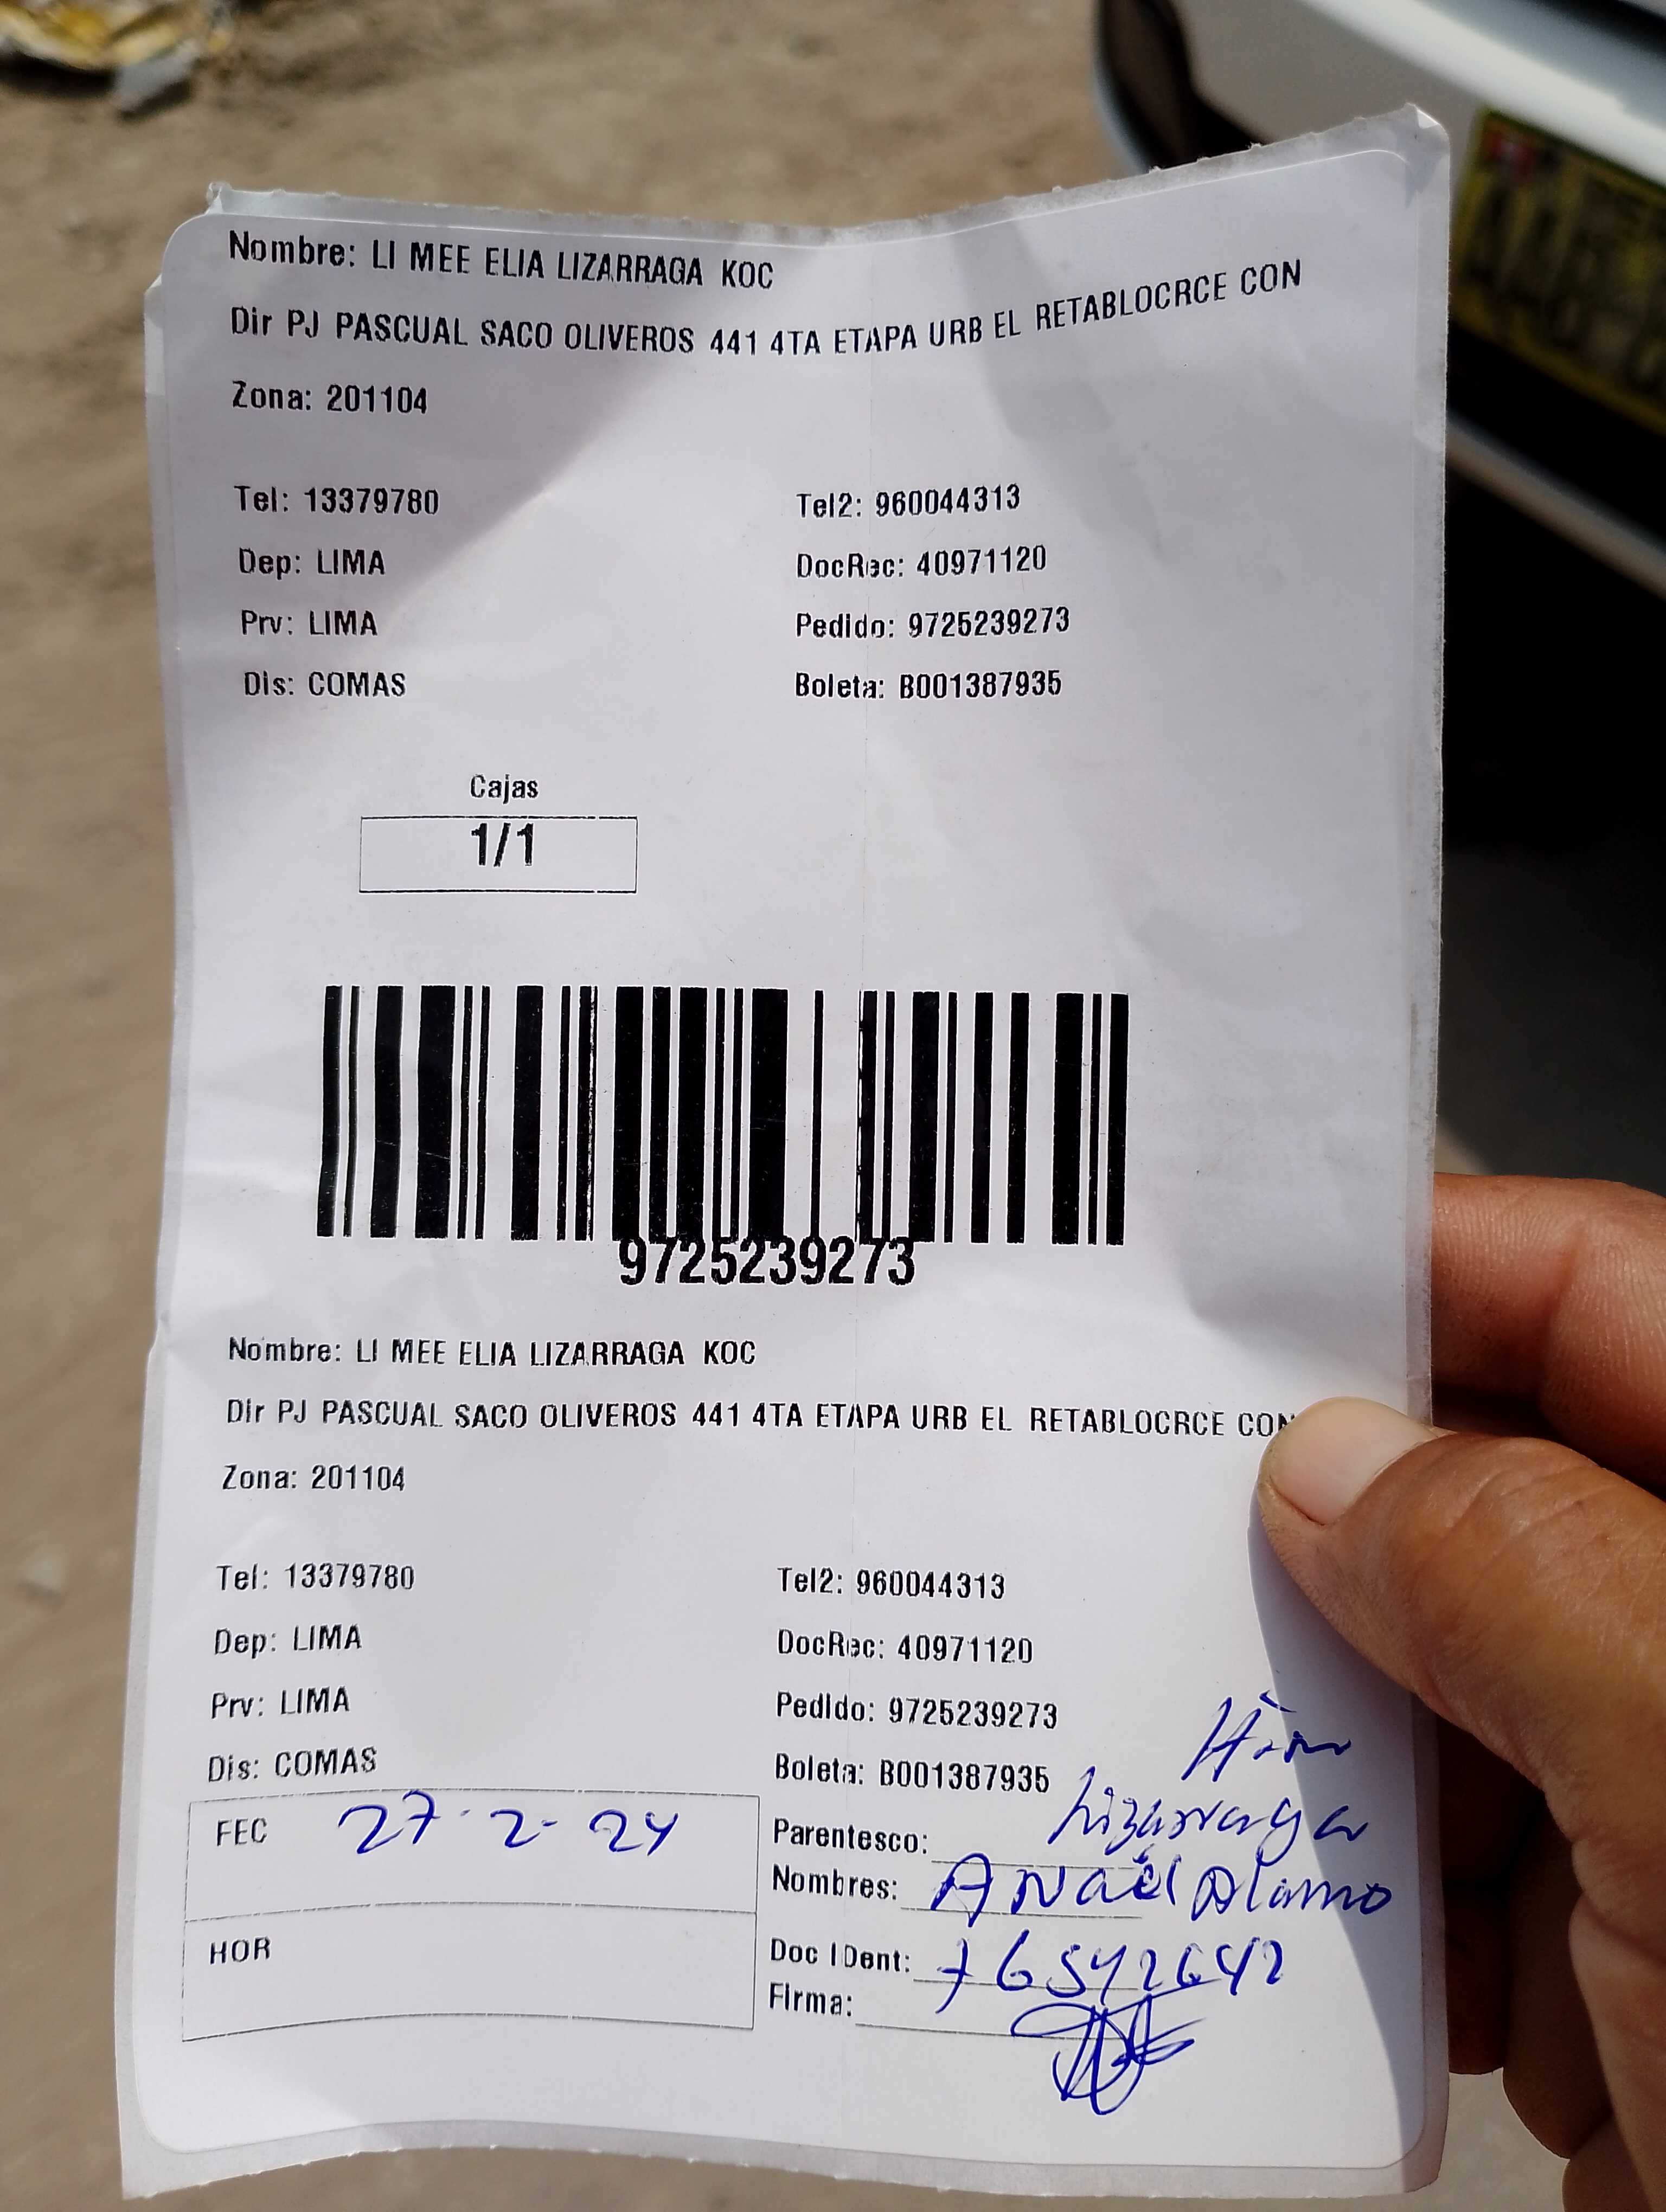 Nombre: LI MEE ELIA LIZARRAGA KOC
Dir PJ PASCUAL SACO OLIVEROS 441 4TA ETAPA URB EL RETABLOCRCE CON
Zona: 201104
Tel: 13379780 Tel2: 960044313
Dep: LIMA DocRec: 40971120
Prv: LIMA Pedido: 9725239273
Dis: COMAS Boleta: B001387935
Cajas
1/1
9725239273
Nombre: LI MEE ELIA LIZARRAGA KOC
Dir PJ PASCUAL SACO OLIVEROS 441 4TA ETAPA URB EL RETABLOCRCE CON
Zona: 201104
Tel: 13379780 Tel2: 960044313
Dep: LIMA DocRec: 40971120
Prv: LIMA Pedido: 9725239273
Dis: COMAS Boleta: B001387935
FEC 27-2-24
Parentesco: Lizarraga
Nombres: Anaël Alamo
HOR
Doc IDent: 76542642
Firma: